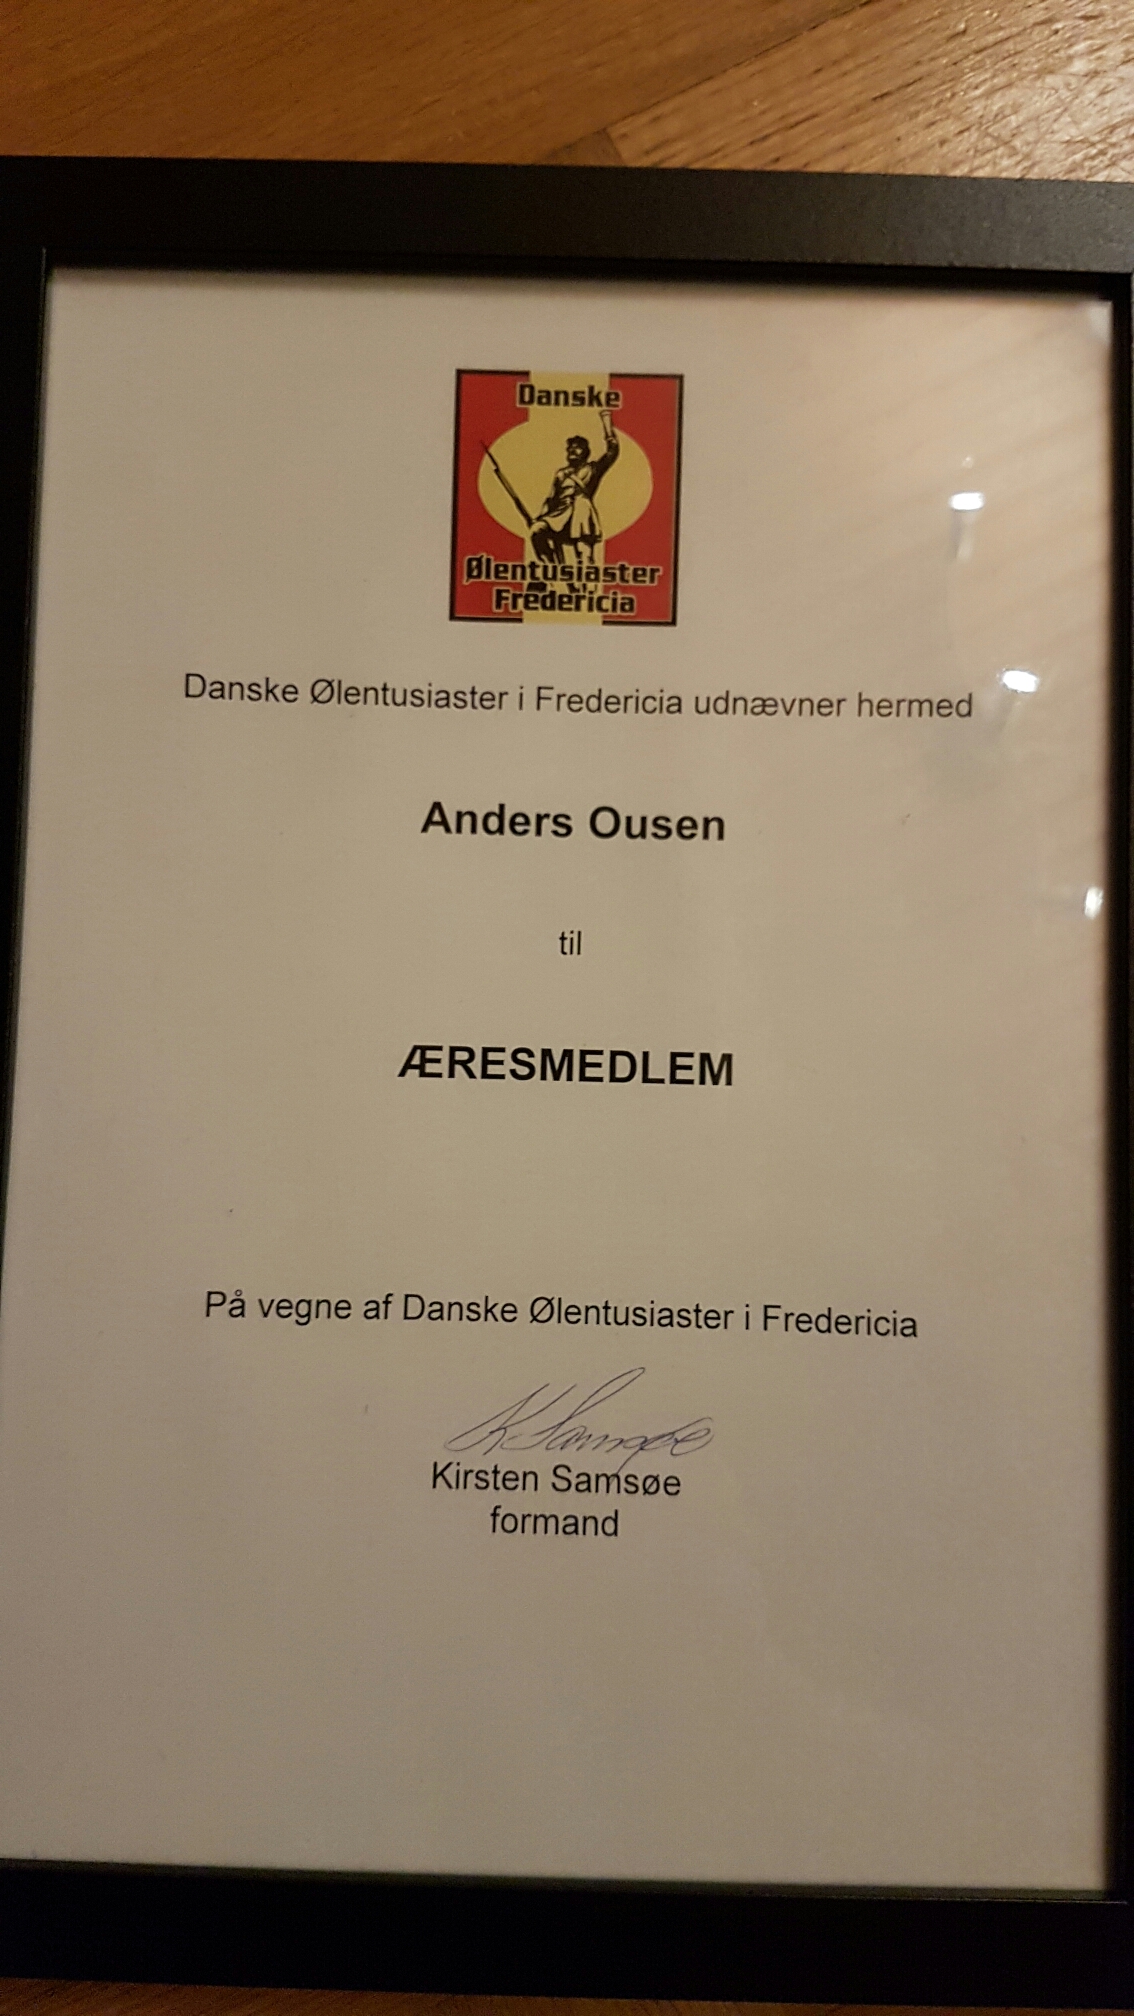 Danske
Ølentusiaster
Fredericia
Danske Ølentusiaster i Fredericia udnævner hermed
Anders Ousen
til
ÆRESMEDLEM
På vegne af Danske Ølentusiaster i Fredericia
K Samsøe
Kirsten Samsøe
formand